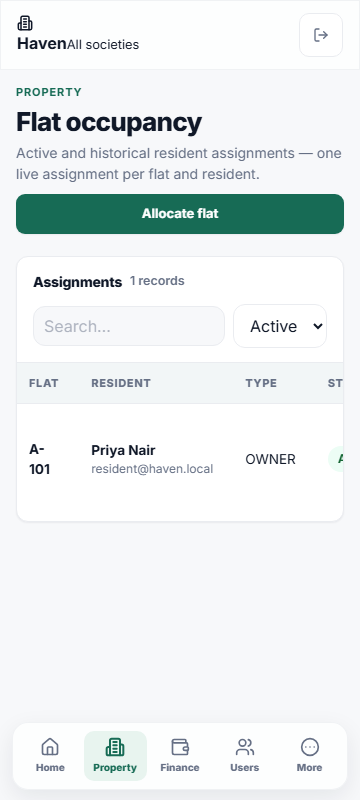 HavenAll societies
PROPERTY
Flat occupancy
Active and historical resident assignments — one
live assignment per flat and resident.
Allocate flat
Assignments 1 records
Search... Active
FLAT RESIDENT TYPE ST
A-
101
Priya Nair
resident@haven.local
OWNER
Home Property Finance Users More